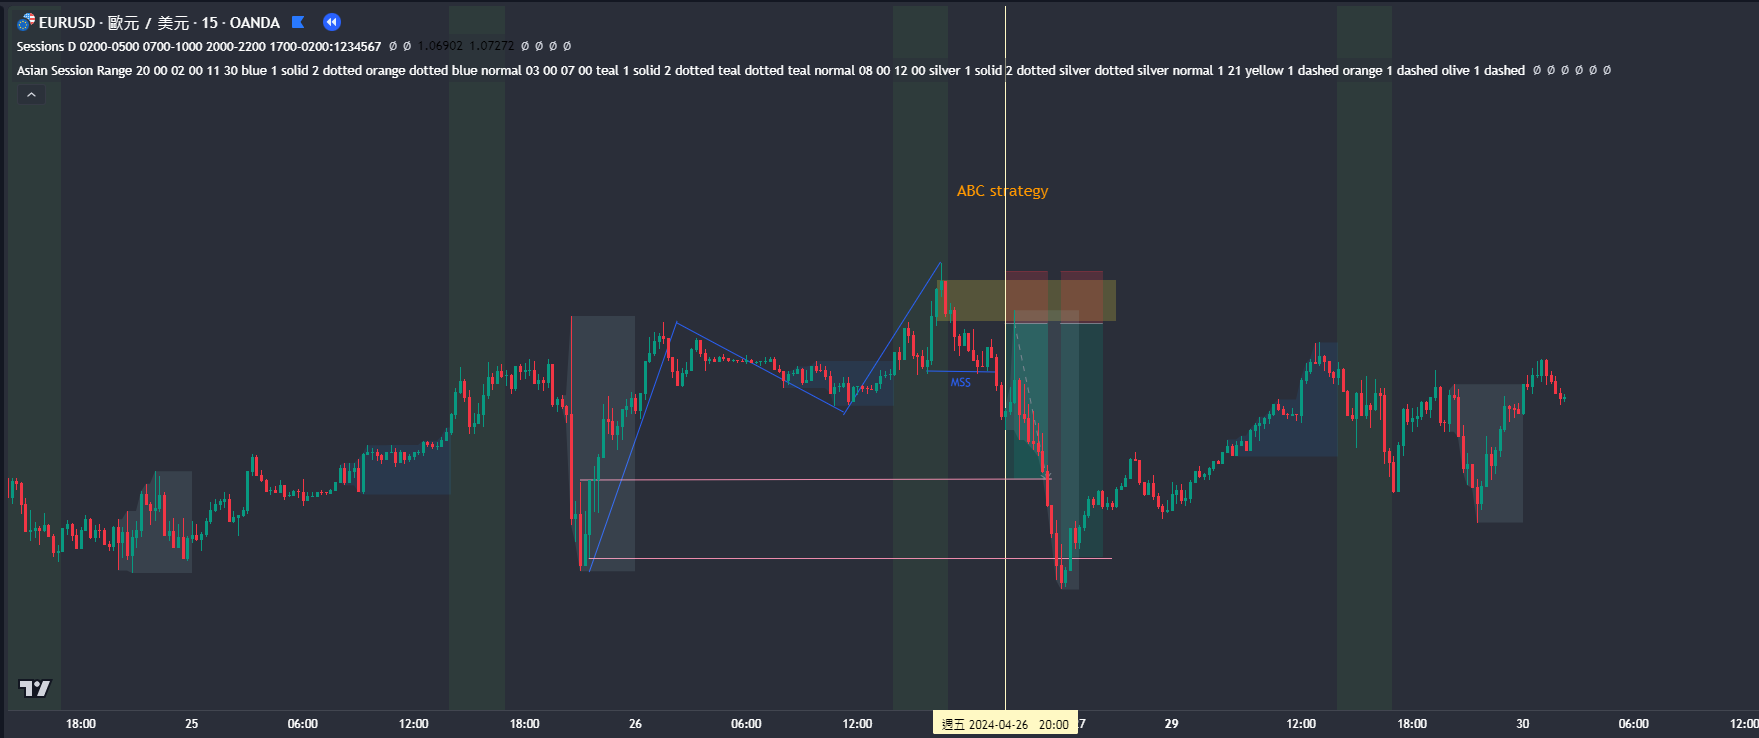 EURUSD · 歐元 / 美元 · 15 · OANDA
Sessions D 0200-0500 0700-1000 2000-2200 1700-0200:1234567 Ø Ø 1.06902 1.07272 Ø Ø Ø Ø
Asian Session Range 20 00 02 00 11 30 blue 1 solid 2 dotted orange dotted blue normal 03 00 07 00 teal 1 solid 2 dotted teal dotted teal normal 08 00 12 00 silver 1 solid 2 dotted silver dotted silver normal 1 21 yellow 1 dashed orange 1 dashed olive 1 dashed Ø Ø Ø Ø Ø Ø
ABC strategy
MSS
18:00 25 06:00 12:00 18:00 26 06:00 12:00 週五 2024-04-26 20:00 29 12:00 18:00 30 06:00 12:00